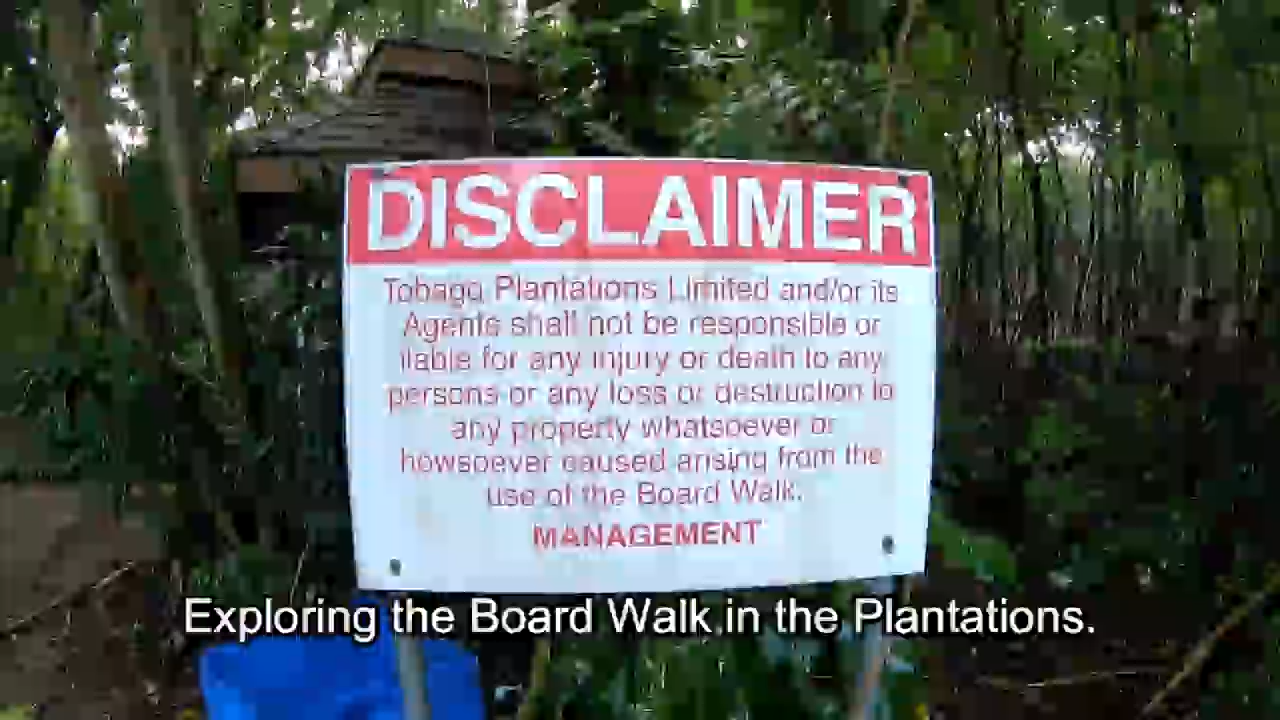 DISCLAIMER
Tobago Plantations Limited and/or its
Agents shall not be responsible or
liable for any injury or death to any
persons or any loss or destruction to
any property whatsoever or
howsoever caused arising from the
use of the Board Walk.
MANAGEMENT
Exploring the Board Walk in the Plantations.